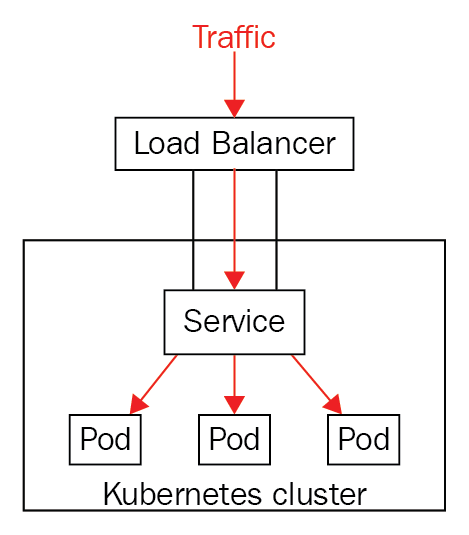 Traffic
Load Balancer
Service
Pod Pod Pod
Kubernetes cluster